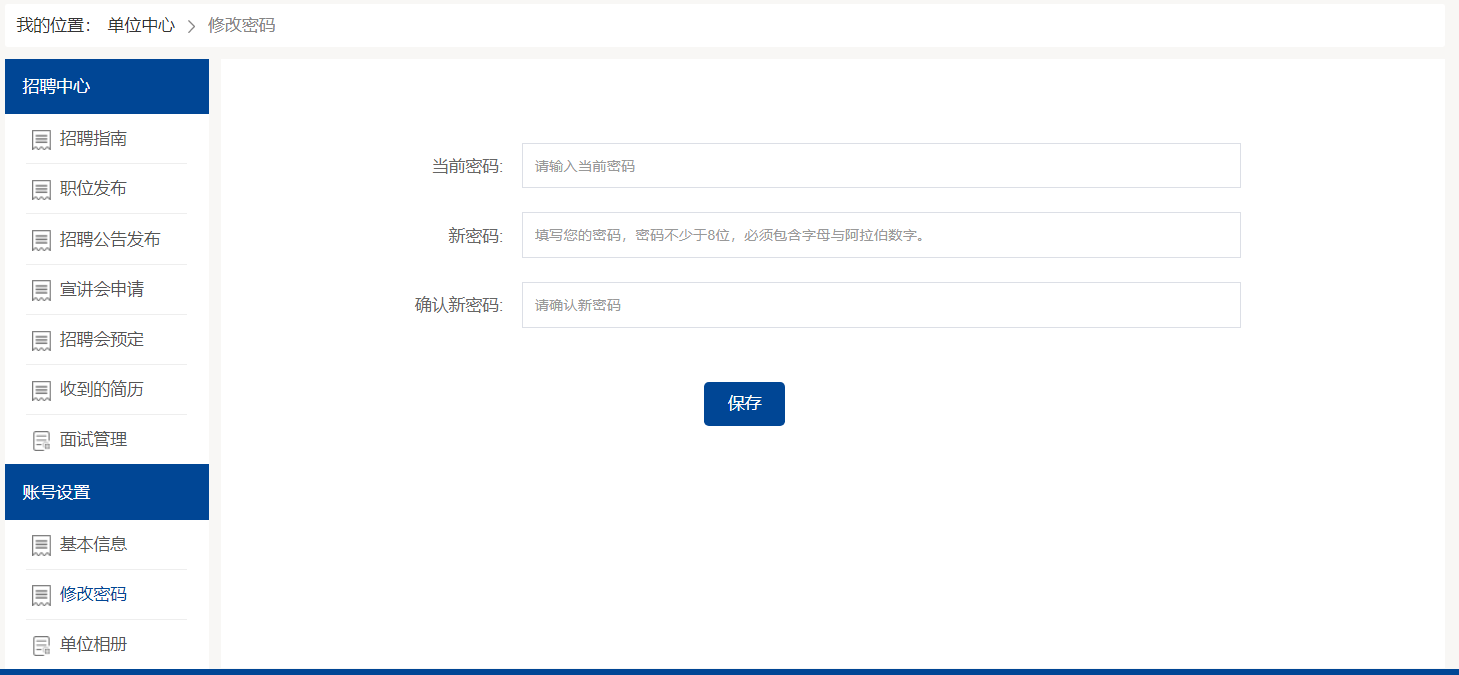 我的位置： 单位中心 > 修改密码
招聘中心
招聘指南
职位发布
招聘公告发布
宣讲会申请
招聘会预定
收到的简历
面试管理
账号设置
基本信息
修改密码
单位相册
当前密码: 请输入当前密码
新密码: 填写您的密码，密码不少于8位，必须包含字母与阿拉伯数字。
确认新密码: 请确认新密码
保存